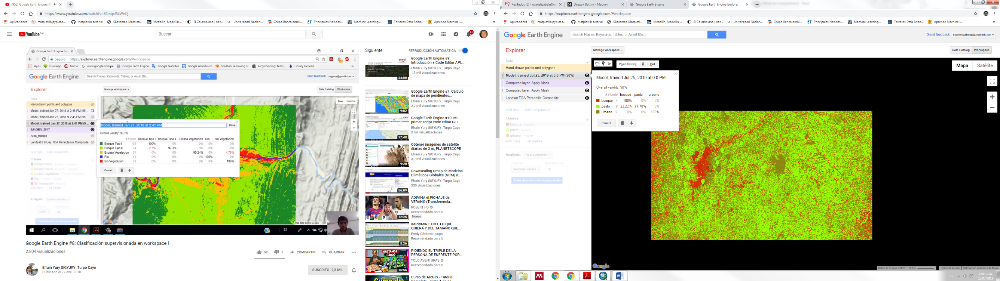 (952) Google Earth Engine #
https://www.youtube.com/watch?v=85mqxJ5cWnQ
Aplicaciones matplotlib.pyplot.s... Matplotlib tutorial SBasemap Matplotl... Medellín, Medellin,... El Colombiano | not... Universidad Nacion... Grupo Bancolombi... ET Principales Noticias... Machine Learning... Towards Data Scien... Aprende Machine L... »
YouTube CO
Buscar
9+
Google Earth Engine Exp
Seguro https://explorer.earthengine.google.com/#workspace
Apps Duolingo traduc www.google.com.pe Google Earth Engine Google Tradutor Google Académico Sci-Hub: removing b arcgisbinding: Testing Library Genesis »
Google Earth Engine
Search Places, Keywords, Tables, or Asset IDs...
Send feedback sigyury@gmail.com
Explorer
Manage workspace
Data Catalog Workspace
Data
Hand-drawn points and polygons
Model, trained Jan 27, 2018 at 2:46 PM (99...
Model, trained Jan 27, 2018 at 2:45 PM (98...
Model, trained Jan 27, 2018 at 2:41 PM (9...
IMAGEN_2017
Area_trabajo
Landsat 8 8-Day TOA Reflectance Composite
Add data Add computation
Classes
Bosque Tipo I
Bosque Tipo II
Escasa Vegetacion
Rio
Sin Vegetacion
Add class Get palette
Analysis: Train a classifier
CART 30
Train classifier and display results
Map Satellite
Model, trained Jan 27, 2018 at 2:41 PM
Done
Overall validity: 98.7%
# Points Bosque Tipo I Bosque Tipo II Escasa Vegetacion Rio Sin Vegetacion
Bosque Tipo I 103 100% 0% 0% 0% 0%
Bosque Tipo II 74 2.7% 97.3% 0% 0% 0%
Escasa Vegetacion 21 0% 0% 95.24% 0% 4.76%
Rio 14 0% 0% 0% 100% 0%
Sin Vegetacion 19 0% 0% 0% 0% 100%
Cancel
Google
Map data ©2018 Google
ES
Google Earth Engine #8: Clasificación supervisionada en workspace I
2.804 visualizaciones
53 1 COMPARTIR GUARDAR
Efrain Yury SIGYURY .Turpo Cayo
Publicado el 27 ene. 2018
SUSCRITO 2,8 MIL
Siguiente
REPRODUCCIÓN AUTOMÁTICA
24:50
Google Earth Engine #9:
Introducción a Code Editor API...
Efrain Yury SIGYURY .Turpo Cayo
1,3 mil visualizaciones
9:02
Google Earth Engine #7: Calculo
de mapa de pendientes,...
Efrain Yury SIGYURY .Turpo Cayo
2,2 mil visualizaciones
17:48
Google Earth Engine #10: Mi
primer script code editor GEE
Efrain Yury SIGYURY .Turpo Cayo
2 mil visualizaciones
9:28
Obtener imágenes de satélite
diarias de 3 m, PLANETSCOPE
Efrain Yury SIGYURY .Turpo Cayo
3,9 mil visualizaciones
56:09
Downscaling Qmap de Modelos
Climáticos Globales (GCM) y...
Efrain Yury SIGYURY .Turpo Cayo
350 visualizaciones
12:25
ADIVINA el FICHAJE de
VERANO (Transferencia...
ROBERT PG
Recomendado para ti
Nuevo
8:36
IMPRIMIR EXCEL LO QUE
QUIERA Y DEL TAMAÑO QUE...
Fredy Córdova Luspa
Recomendado para ti
GASTAMOS $3000
16:56
PIDIENDO EL TRIPLE DE LA
PERSONA DE ENFRENTE POR...
YOLO AVENTURAS
Recomendado para ti
Curso de
Curso de ArcGIS - Tutorial
Recibidos (6) - evaristizabalg@un Deepak Battini – Medium Google Earth Engine Google Earth Engine Explorer
https://explorer.earthengine.google.com/#workspace
Aplicaciones matplotlib.pyplot.s... Matplotlib tutorial SBasemap Matplotl... Medellín, Medellin,... El Colombiano | not... Universidad Nacion... Grupo Bancolombi... ET Principales Noticias... Machine Learning... Towards Data Scien... Aprende Machine L... »
Google Earth Engine
Search Places, Keywords, Tables, or Asset IDs...
Send feedback evaristizabalg@unal.edu.co
Explorer
Manage workspace
Data Catalog Workspace
Data
Hand-drawn points and polygons
Model, trained Jul 25, 2019 at 0:0 PM (90%)
Computed layer: Apply Mask
Computed layer: Apply Mask
Landsat TOA Percentile Composite
Add data Add computation
Classes
bosque - 4 points
pasto - 9 points
urbano - 7 points
Add class Get palette
Analysis: Train a classifier
Classifier Resolution (m)
Random Forests 30
Train classifier and display results
Point drawing. Exit
Mapa Satélite
Model, trained Jul 25, 2019 at 0:0 PM
Overall validity: 90%
# Points bosque pasto urbano
bosque 4 100% 0% 0%
pasto 9 22.22% 77.78% 0%
urbano 7 0% 0% 100%
Cancel
Google
Datos de mapas ©2019 10 km Términos de uso Notificar un problema de Maps
ES
12:01 p.m.
25/07/2019